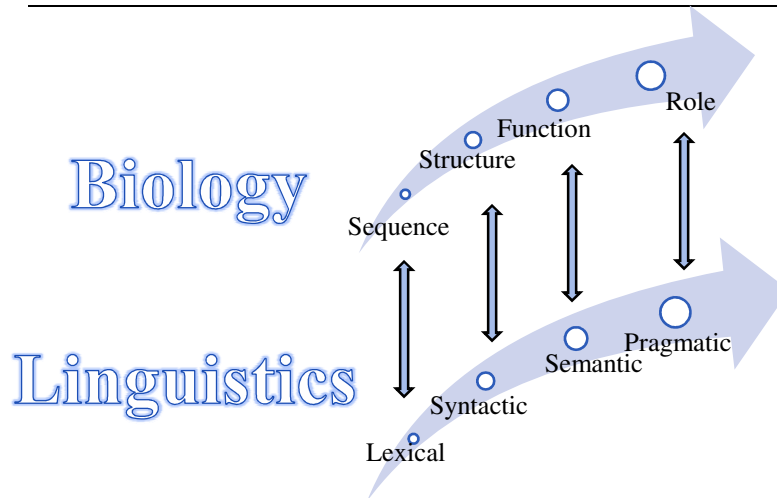 Biology
Sequence
Structure
Function
Role
Linguistics
Lexical
Syntactic
Semantic
Pragmatic